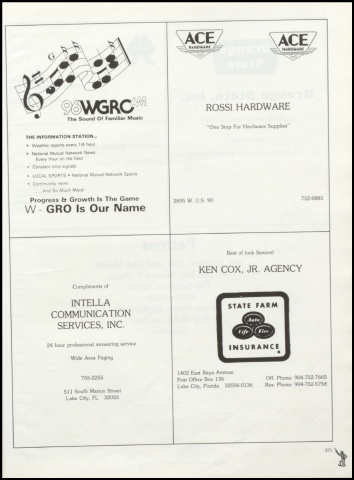 96 WGRC AM
The Sound Of Familiar Music
THE INFORMATION STATION...
• Weather reports every 1/4 hour
• National Mutual Network News
Every Hour on the hour
• Constant time signals
• LOCAL SPORTS • National Mutual Network Sports
• Community news
....And So Much More!
Progress & Growth Is The Game
W - GRO Is Our Name
ACE
HARDWARE
ACE
HARDWARE
ROSSI HARDWARE
"One Stop For Hardware Supplies"
2895 W. U.S. 90
752-0881
Compliments of
INTELLA
COMMUNICATION
SERVICES, INC.
24 hour professional answering service
Wide Area Paging
755-2255
511 South Marion Street
Lake City, FL 32055
Best of luck Seniors!
KEN COX, JR. AGENCY
STATE FARM
Auto
Life Fire
INSURANCE
1402 East Baya Avenue
Post Office Box 136
Lake City, Florida 32056-0136
Off. Phone: 904-752-7665
Res. Phone: 904-752-5758
271